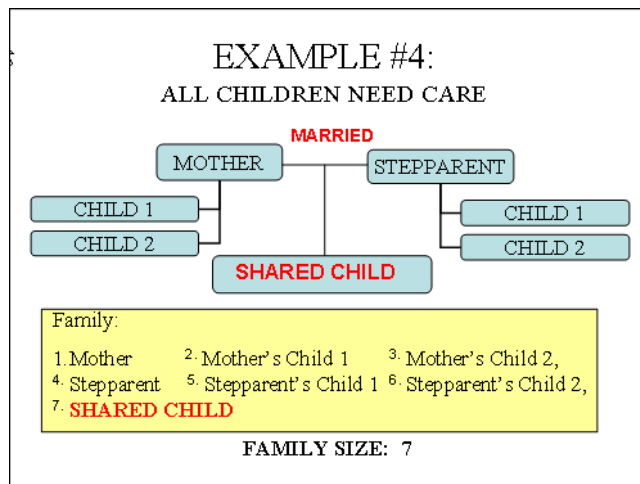 EXAMPLE #4:
ALL CHILDREN NEED CARE
MARRIED
MOTHER
STEPPARENT
CHILD 1
CHILD 1
CHILD 2
CHILD 2
SHARED CHILD
Family:
1. Mother 2. Mother's Child 1 3. Mother's Child 2,
4. Stepparent 5. Stepparent's Child 1 6. Stepparent's Child 2,
7. SHARED CHILD
FAMILY SIZE: 7